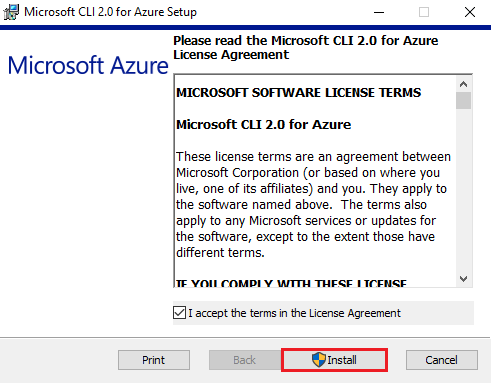 Microsoft CLI 2.0 for Azure Setup
Please read the Microsoft CLI 2.0 for Azure
License Agreement
Microsoft Azure
MICROSOFT SOFTWARE LICENSE TERMS
Microsoft CLI 2.0 for Azure
These license terms are an agreement between
Microsoft Corporation (or based on where you
live, one of its affiliates) and you. They apply to
the software named above.  The terms also
apply to any Microsoft services or updates for
the software, except to the extent those have
different terms.
IF YOU COMPLY WITH THESE LICENSE
I accept the terms in the License Agreement
Print
Back
Install
Cancel